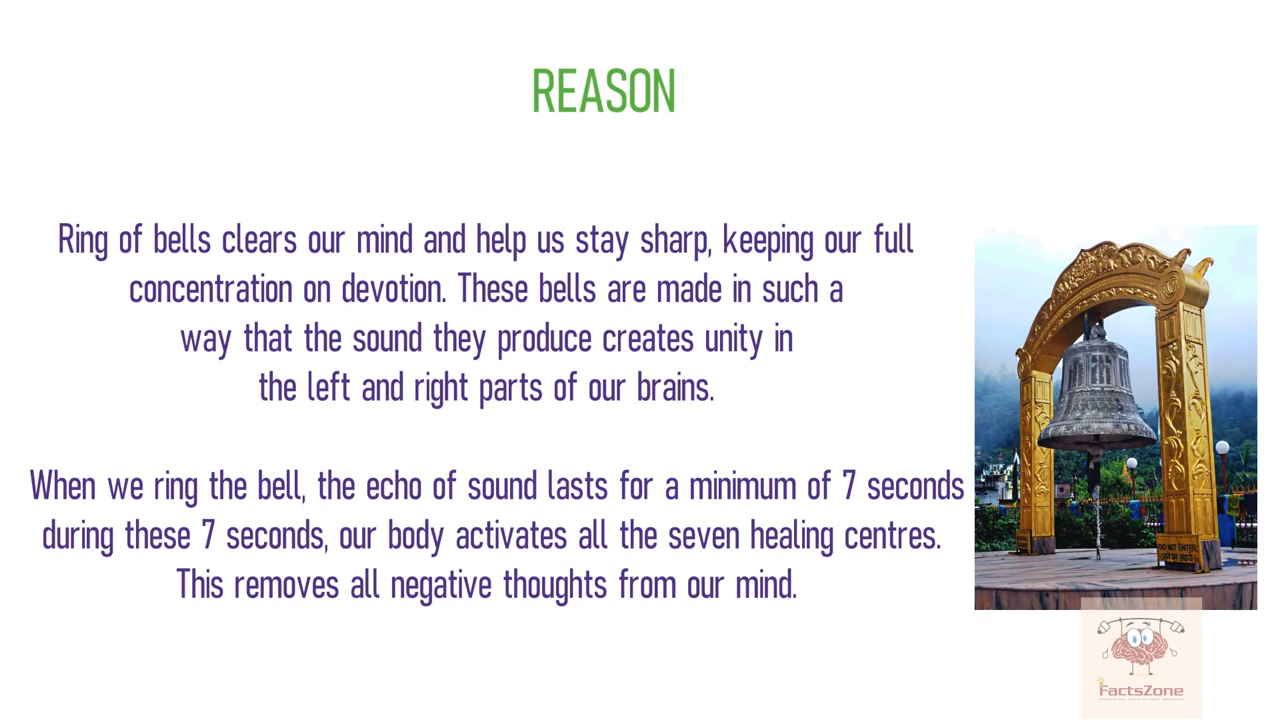 REASON
Ring of bells clears our mind and help us stay sharp, keeping our full
concentration on devotion. These bells are made in such a
way that the sound they produce creates unity in
the left and right parts of our brains.
When we ring the bell, the echo of sound lasts for a minimum of 7 seconds
during these 7 seconds, our body activates all the seven healing centres.
This removes all negative thoughts from our mind.
DO NOT ENTER
FactsZone